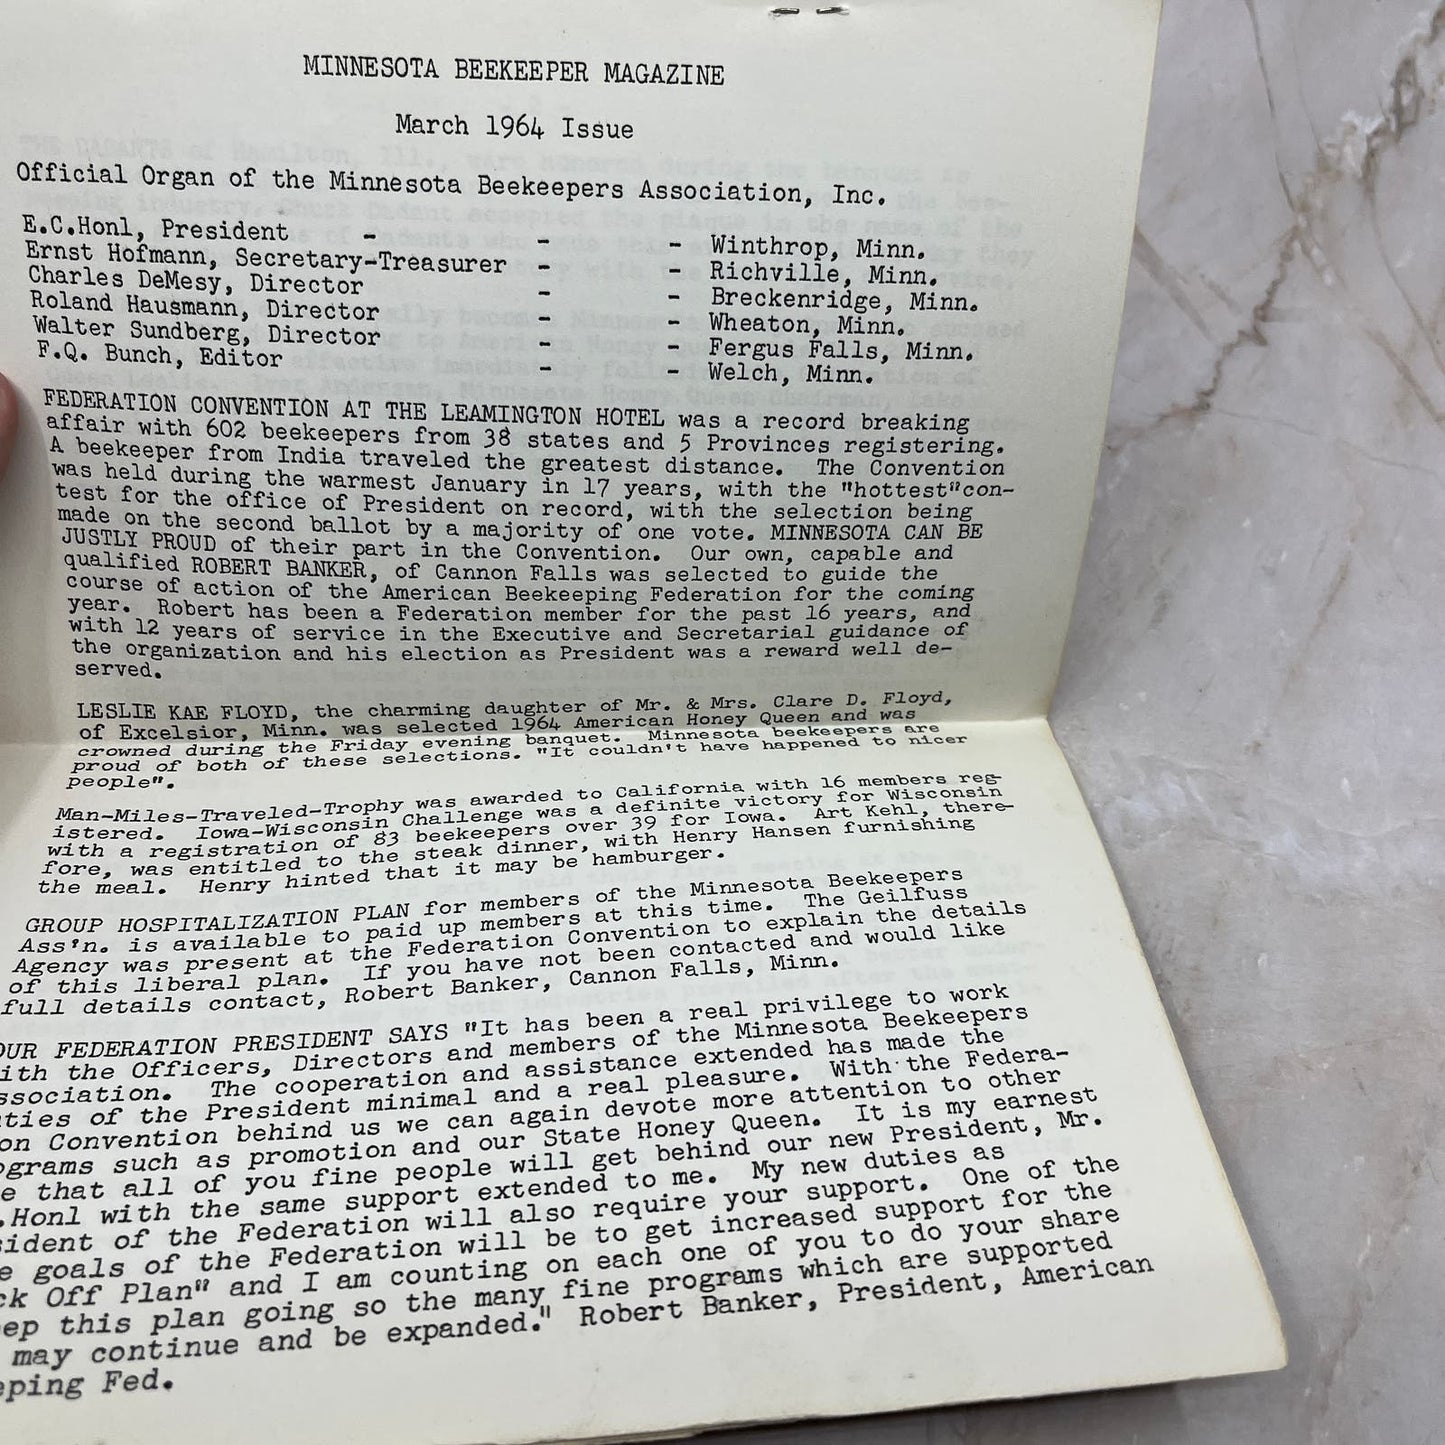 MINNESOTA BEEKEEPER MAGAZINE
March 1964 Issue
Official Organ of the Minnesota Beekeepers Association, Inc.
E.C.Honl, President - - - Winthrop, Minn.
Ernst Hofmann, Secretary-Treasurer - - Richville, Minn.
Charles DeMesy, Director - - Breckenridge, Minn.
Roland Hausmann, Director - - Wheaton, Minn.
Walter Sundberg, Director - - Fergus Falls, Minn.
F.Q. Bunch, Editor - - Welch, Minn.
FEDERATION CONVENTION AT THE LEAMINGTON HOTEL was a record breaking
affair with 602 beekeepers from 38 states and 5 Provinces registering.
A beekeeper from India traveled the greatest distance. The Convention
was held during the warmest January in 17 years, with the "hottest"con-
test for the office of President on record, with the selection being
made on the second ballot by a majority of one vote. MINNESOTA CAN BE
JUSTLY PROUD of their part in the Convention. Our own, capable and
qualified ROBERT BANKER, of Cannon Falls was selected to guide the
course of action of the American Beekeeping Federation for the coming
year. Robert has been a Federation member for the past 16 years, and
with 12 years of service in the Executive and Secretarial guidance of
the organization and his election as President was a reward well de-
served.
LESLIE KAE FLOYD, the charming daughter of Mr. & Mrs. Clare D. Floyd,
of Excelsior, Minn. was selected 1964 American Honey Queen and was
crowned during the Friday evening banquet. Minnesota beekeepers are
proud of both of these selections. "It couldn't have happened to nicer
people".
Man-Miles-Traveled-Trophy was awarded to California with 16 members reg-
istered. Iowa-Wisconsin Challenge was a definite victory for Wisconsin
with a registration of 83 beekeepers over 39 for Iowa. Art Kehl, there-
fore, was entitled to the steak dinner, with Henry Hansen furnishing
the meal. Henry hinted that it may be hamburger.
GROUP HOSPITALIZATION PLAN for members of the Minnesota Beekeepers
Ass'n. is available to paid up members at this time. The Geilfuss
Agency was present at the Federation Convention to explain the details
of this liberal plan. If you have not been contacted and would like
full details contact, Robert Banker, Cannon Falls, Minn.
OUR FEDERATION PRESIDENT SAYS "It has been a real privilege to work
ith the Officers, Directors and members of the Minnesota Beekeepers
ssociation. The cooperation and assistance extended has made the
ties of the President minimal and a real pleasure. With the Federa-
on Convention behind us we can again devote more attention to other
ograms such as promotion and our State Honey Queen. It is my earnest
e that all of you fine people will get behind our new President, Mr.
.Honl with the same support extended to me. My new duties as
sident of the Federation will also require your support. One of the
e goals of the Federation will be to get increased support for the
ck Off Plan" and I am counting on each one of you to do your share
eep this plan going so the many fine programs which are supported
may continue and be expanded." Robert Banker, President, American
eping Fed.